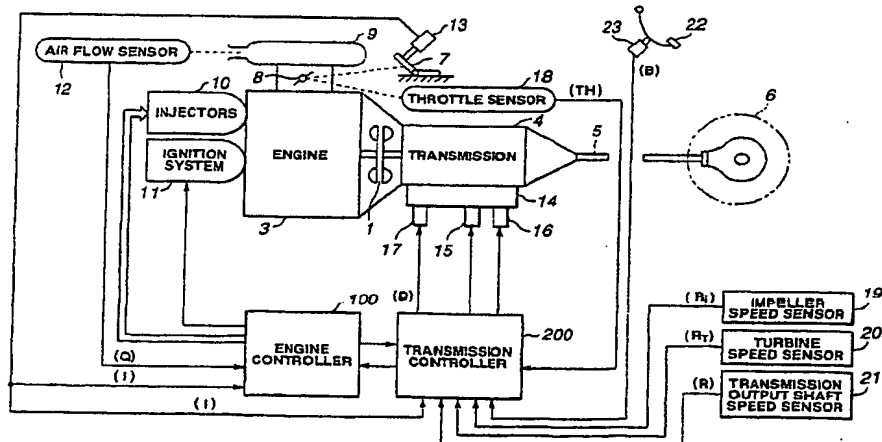 13
23
22
AIR FLOW SENSOR
9
7
12
8
18
(B)
10
THROTTLE SENSOR
(TH)
6
INJECTORS
4
5
IGNITION SYSTEM
ENGINE
TRANSMISSION
11
14
3
1
17
15
16
(D)
100
200
(Ri)
IMPELLER SPEED SENSOR
19
ENGINE CONTROLLER
TRANSMISSION CONTROLLER
(RT)
TURBINE SPEED SENSOR
20
(Q)
(R)
TRANSMISSION OUTPUT SHAFT SPEED SENSOR
21
(I)
(I)